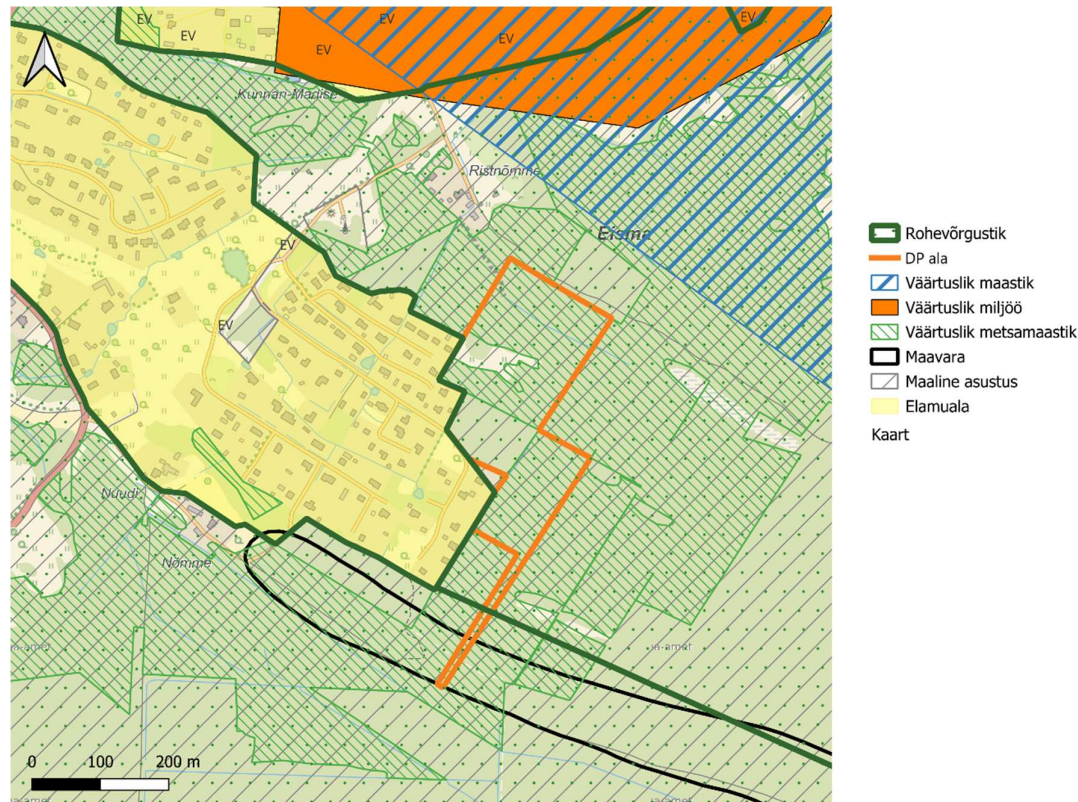 EV
EV
EV
EV
EV
EV
Kunnari-Madise
Ristnõmme
Eisma
EV
EV
Nuudi
Nõmme
0 100 200 m
Rohevõrgustik
DP ala
Väärtuslik maastik
Väärtuslik miljöö
Väärtuslik metsamaastik
Maavara
Maaline asustus
Elamuala
Kaart